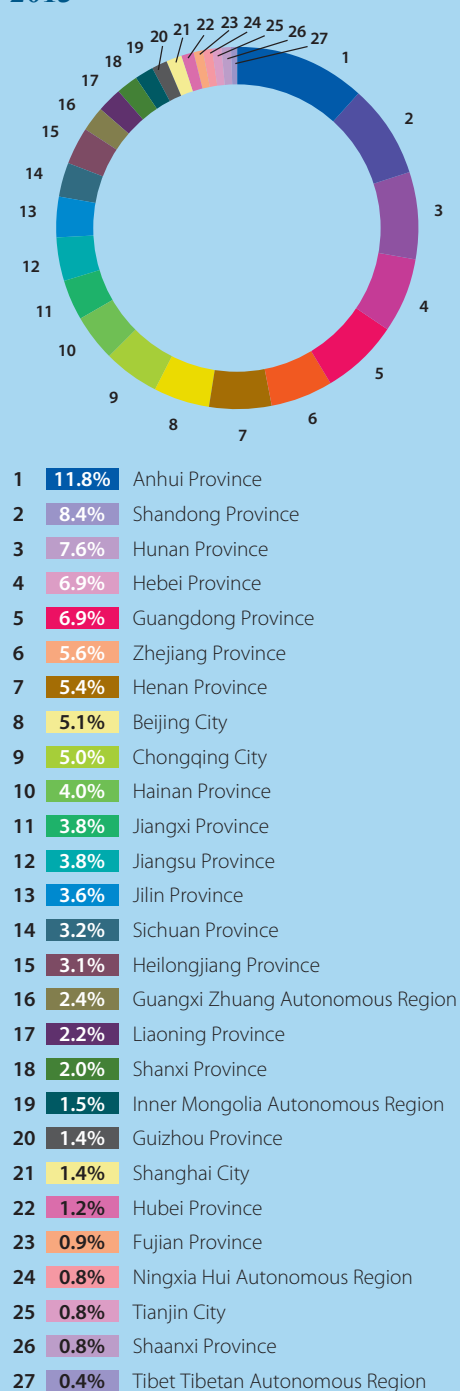 20 21 22 23 24 25 26 27
19 1
18
17
16 2
15
14 3
13
12 4
11
10 5
9 6
8 7
1 11.8% Anhui Province
2 8.4% Shandong Province
3 7.6% Hunan Province
4 6.9% Hebei Province
5 6.9% Guangdong Province
6 5.6% Zhejiang Province
7 5.4% Henan Province
8 5.1% Beijing City
9 5.0% Chongqing City
10 4.0% Hainan Province
11 3.8% Jiangxi Province
12 3.8% Jiangsu Province
13 3.6% Jilin Province
14 3.2% Sichuan Province
15 3.1% Heilongjiang Province
16 2.4% Guangxi Zhuang Autonomous Region
17 2.2% Liaoning Province
18 2.0% Shanxi Province
19 1.5% Inner Mongolia Autonomous Region
20 1.4% Guizhou Province
21 1.4% Shanghai City
22 1.2% Hubei Province
23 0.9% Fujian Province
24 0.8% Ningxia Hui Autonomous Region
25 0.8% Tianjin City
26 0.8% Shaanxi Province
27 0.4% Tibet Tibetan Autonomous Region